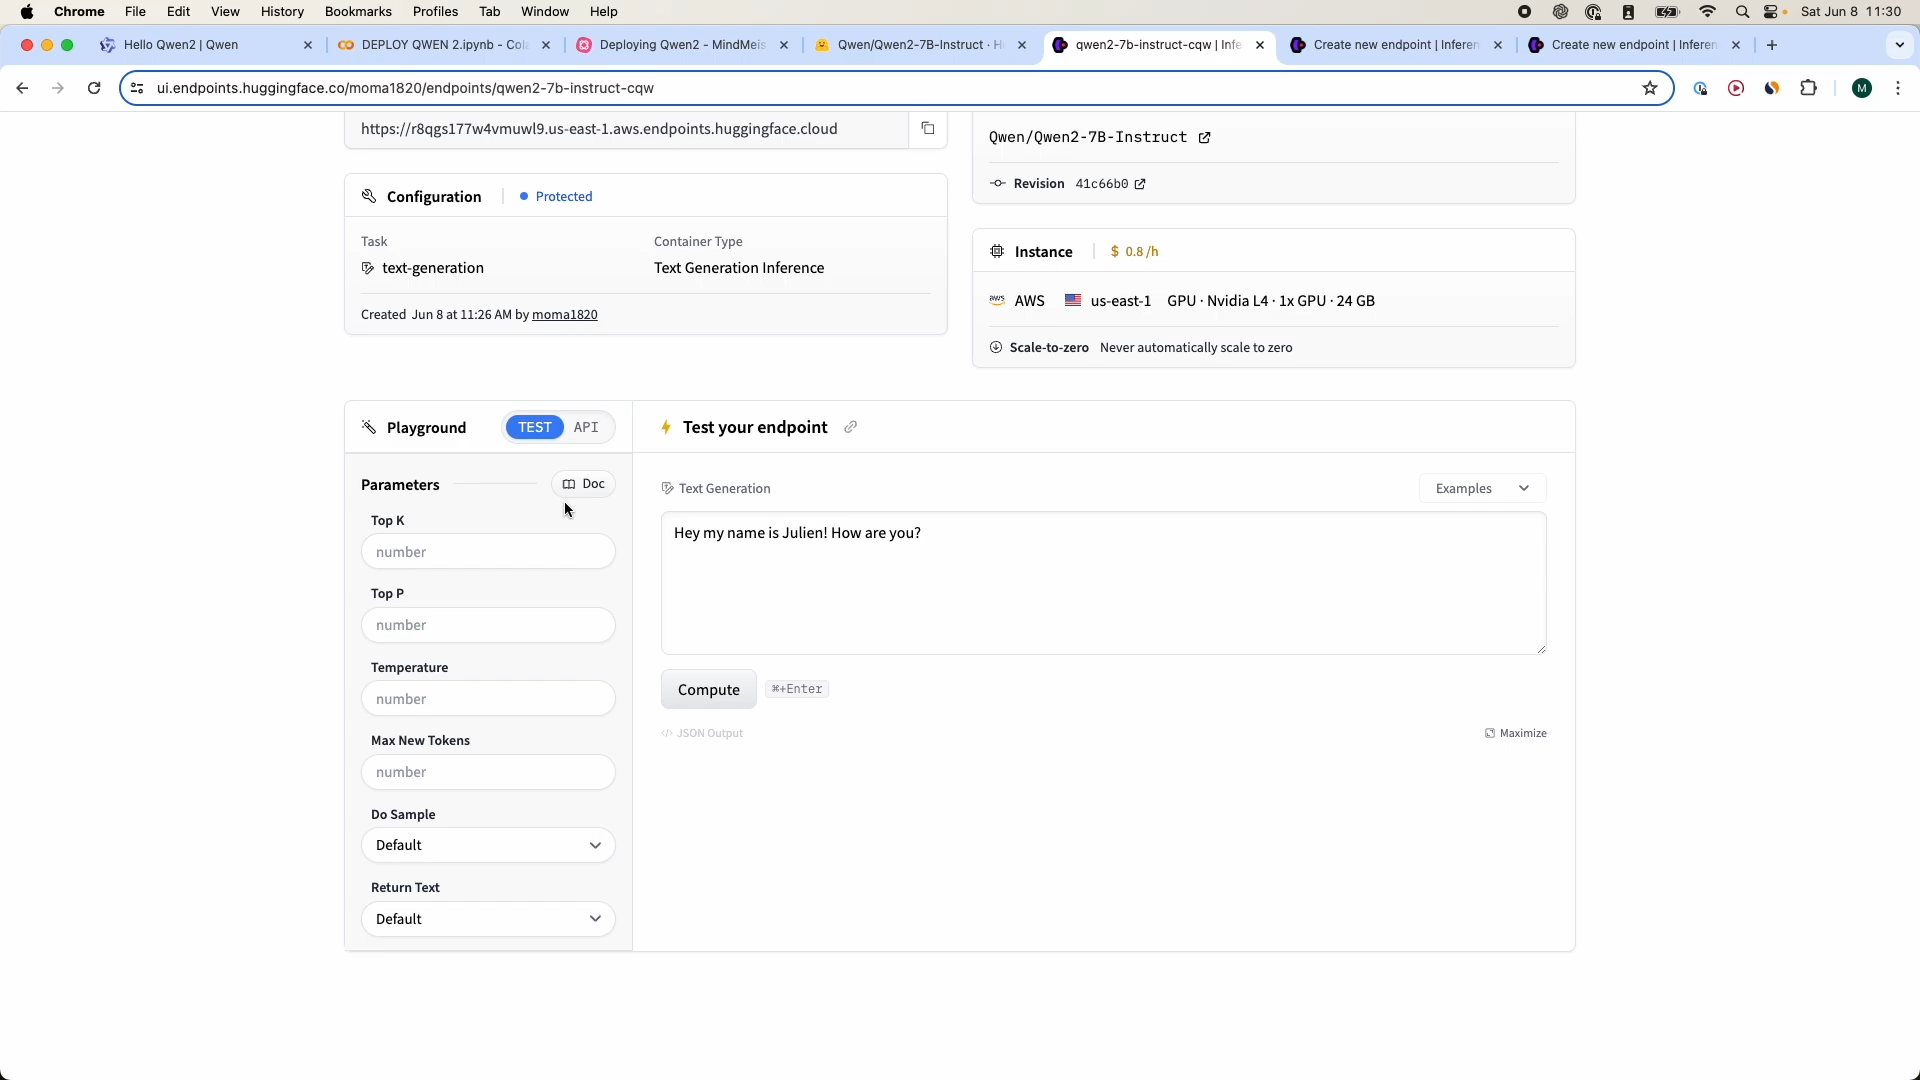 Chrome File Edit View History Bookmarks Profiles Tab Window Help Sat Jun 8 11:30
Hello Qwen2 | Qwen
DEPLOY QWEN 2.ipynb - Col
Deploying Qwen2 - MindMeis
Qwen/Qwen2-7B-Instruct · H
qwen2-7b-instruct-cqw | Infe
Create new endpoint | Inferen
Create new endpoint | Inferen
ui.endpoints.huggingface.co/moma1820/endpoints/qwen2-7b-instruct-cqw
M
https://r8qgs177w4vmuwl9.us-east-1.aws.endpoints.huggingface.cloud
Qwen/Qwen2-7B-Instruct
Revision 41c66b0
Configuration Protected
Task
text-generation
Container Type
Text Generation Inference
Created Jun 8 at 11:26 AM by moma1820
Instance $ 0.8 /h
aws AWS us-east-1 GPU · Nvidia L4 · 1x GPU · 24 GB
Scale-to-zero Never automatically scale to zero
Playground TEST API
Parameters Doc
Top K
number
Top P
number
Temperature
number
Max New Tokens
number
Do Sample
Default
Return Text
Default
Test your endpoint
Text Generation Examples
Hey my name is Julien! How are you?
Compute ⌘+Enter
</> JSON Output Maximize